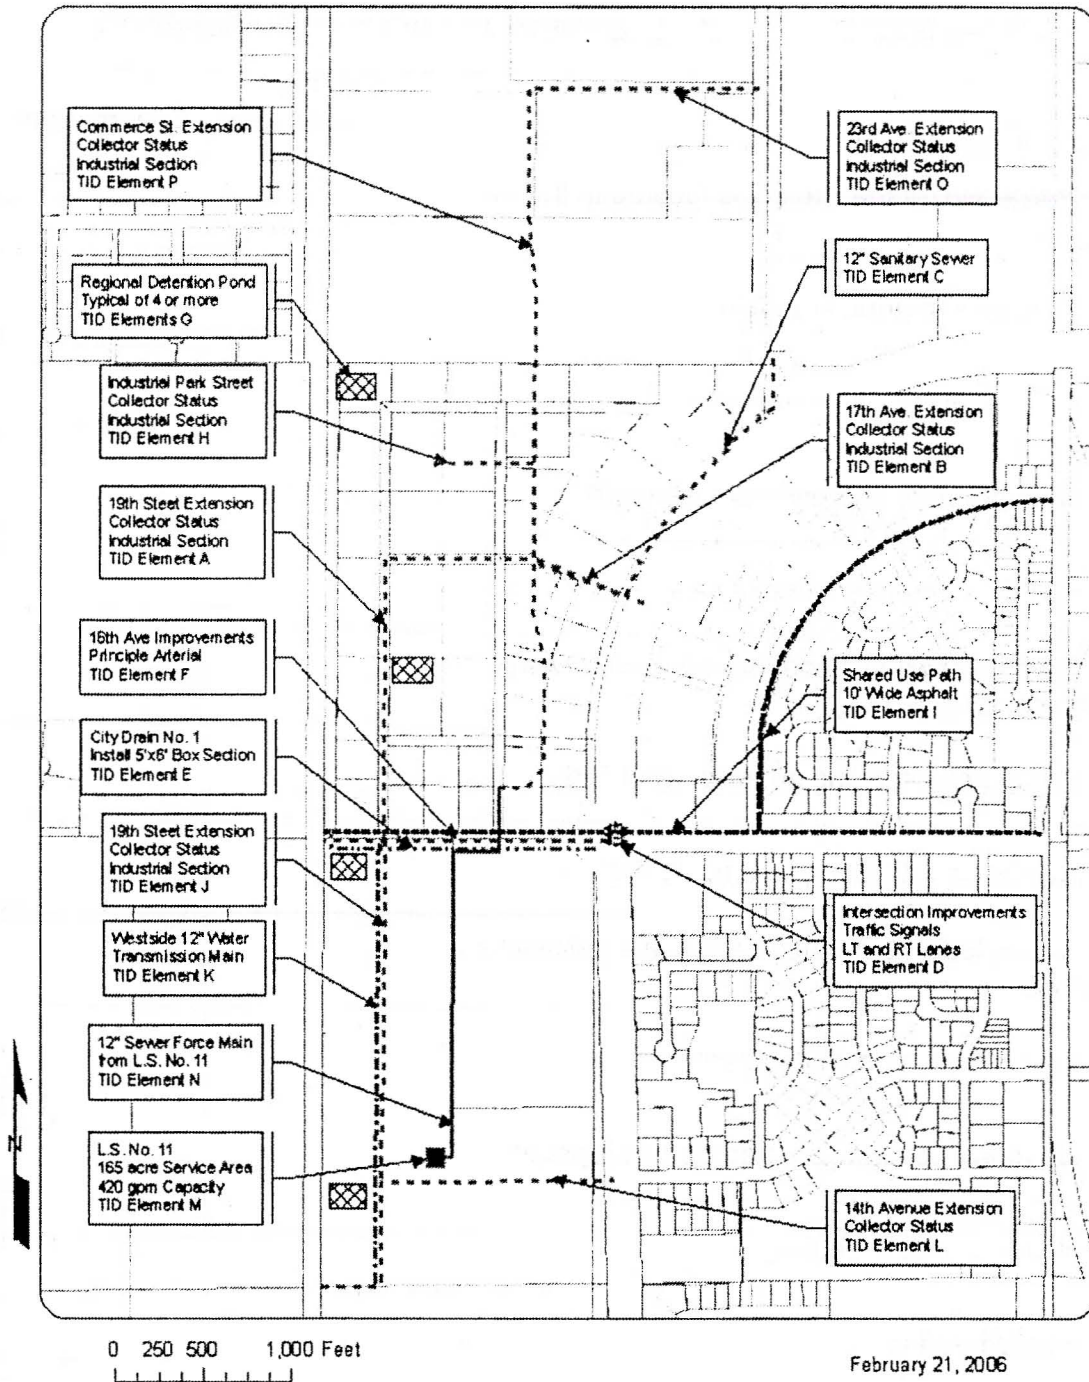 Commerce St. Extension
Collector Status
Industrial Section
TID Element P
23rd Ave. Extension
Collector Status
Industrial Section
TID Element O
12" Sanitary Sewer
TID Element C
Regional Detention Pond
Typical of 4 or more
TID Elements G
Industrial Park Street
Collector Status
Industrial Section
TID Element H
17th Ave. Extension
Collector Status
Industrial Section
TID Element B
19th Steet Extension
Collector Status
Industrial Section
TID Element A
16th Ave Improvements
Principle Arterial
TID Element F
Shared Use Path
10' Wide Asphalt
TID Element I
City Drain No. 1
Install 5'x6' Box Section
TID Element E
19th Steet Extension
Collector Status
Industrial Section
TID Element J
Intersection Improvements
Traffic Signals
LT and RT Lanes
TID Element D
Westside 12" Water
Transmission Main
TID Element K
12" Sewer Force Main
from L.S. No. 11
TID Element N
N
L.S. No. 11
165 acre Service Area
420 gpm Capacity
TID Element M
14th Avenue Extension
Collector Status
TID Element L
0 250 500 1,000 Feet
February 21, 2006